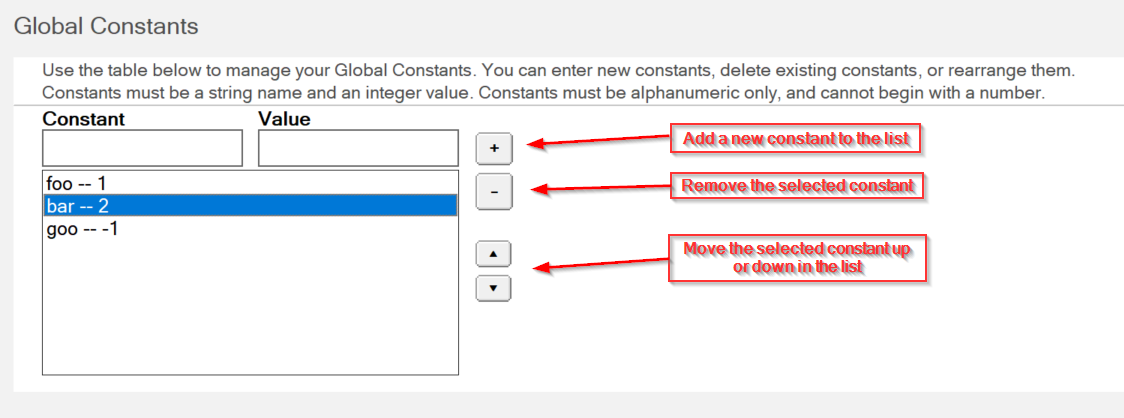 Global Constants
Use the table below to manage your Global Constants. You can enter new constants, delete existing constants, or rearrange them.
Constants must be a string name and an integer value. Constants must be alphanumeric only, and cannot begin with a number.
Constant Value
+ Add a new constant to the list
foo -- 1
- Remove the selected constant
bar -- 2
goo -- -1
▲ Move the selected constant up
or down in the list
▼